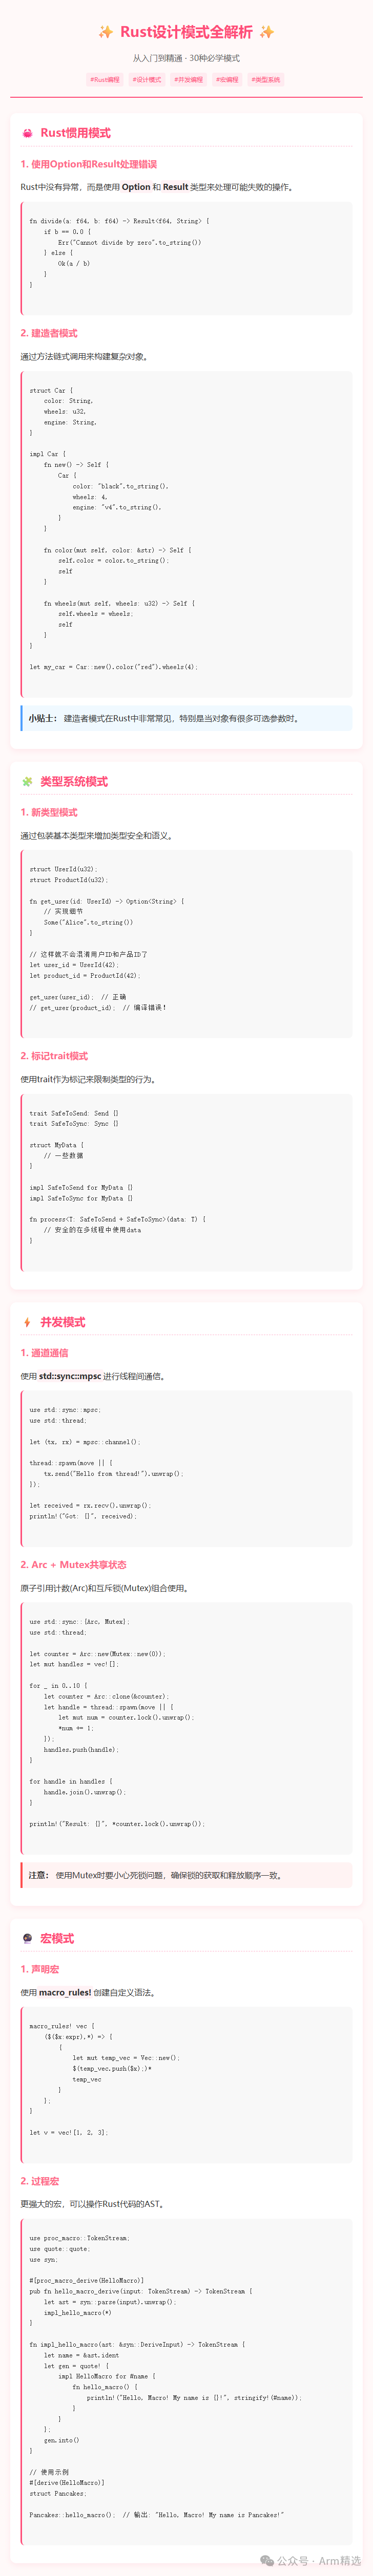 ✨ Rust设计模式全解析 ✨
从入门到精通 - 30种必学模式
#Rust编程 #设计模式 #并发编程 #宏编程 #类型系统
Rust惯用模式
1. 使用Option和Result处理错误
Rust中没有异常，而是使用 Option 和 Result 类型来处理可能失败的操作。
fn divide(a: f64, b: f64) -> Result<f64, String> {
    if b == 0.0 {
        Err("Cannot divide by zero".to_string())
    } else {
        Ok(a / b)
    }
}
2. 建造者模式
通过方法链式调用来构建复杂对象。
struct Car {
    color: String,
    wheels: u32,
    engine: String,
}
impl Car {
    fn new() -> Self {
        Car {
            color: "black".to_string(),
            wheels: 4,
            engine: "v4".to_string(),
        }
    }
    fn color(mut self, color: &str) -> Self {
        self.color = color.to_string();
        self
    }
    fn wheels(mut self, wheels: u32) -> Self {
        self.wheels = wheels;
        self
    }
}
let my_car = Car::new().color("red").wheels(4);
小贴士： 建造者模式在Rust中非常常见，特别是当对象有很多可选参数时。
类型系统模式
1. 新类型模式
通过包装基本类型来增加类型安全和语义。
struct UserId(u32);
struct ProductId(u32);
fn get_user(id: UserId) -> Option<String> {
    // 实现细节
    Some("Alice".to_string())
}
// 这样就不会混淆用户ID和产品ID了
let user_id = UserId(42);
let product_id = ProductId(42);
get_user(user_id);  // 正确
// get_user(product_id);  // 编译错误！
2. 标记trait模式
使用trait作为标记来限制类型的行为。
trait SafeToSend: Send {}
trait SafeToSync: Sync {}
struct MyData {
    // 一些数据
}
impl SafeToSend for MyData {}
impl SafeToSync for MyData {}
fn process<T: SafeToSend + SafeToSync>(data: T) {
    // 安全的在多线程中使用data
}
并发模式
1. 通道通信
使用 std::sync::mpsc 进行线程间通信。
use std::sync::mpsc;
use std::thread;
let (tx, rx) = mpsc::channel();
thread::spawn(move || {
    tx.send("Hello from thread!").unwrap();
});
let received = rx.recv().unwrap();
println!("Got: {}", received);
2. Arc + Mutex共享状态
原子引用计数(Arc)和互斥锁(Mutex)组合使用。
use std::sync::{Arc, Mutex};
use std::thread;
let counter = Arc::new(Mutex::new(0));
let mut handles = vec![];
for _ in 0..10 {
    let counter = Arc::clone(&counter);
    let handle = thread::spawn(move || {
        let mut num = counter.lock().unwrap();
        *num += 1;
    });
    handles.push(handle);
}
for handle in handles {
    handle.join().unwrap();
}
println!("Result: {}", *counter.lock().unwrap());
注意： 使用Mutex时要小心死锁问题，确保锁的获取和释放顺序一致。
宏模式
1. 声明宏
使用 macro_rules! 创建自定义语法。
macro_rules! vec {
    ($($x:expr),*) => {
        {
            let mut temp_vec = Vec::new();
            $(temp_vec.push($x);)*
            temp_vec
        }
    };
}
let v = vec![1, 2, 3];
2. 过程宏
更强大的宏，可以操作Rust代码的AST。
use proc_macro::TokenStream;
use quote::quote;
use syn;
#[proc_macro_derive(HelloMacro)]
pub fn hello_macro_derive(input: TokenStream) -> TokenStream {
    let ast = syn::parse(input).unwrap();
    impl_hello_macro(*)
}
fn impl_hello_macro(ast: &syn::DeriveInput) -> TokenStream {
    let name = &ast.ident
    let gen = quote! {
        impl HelloMacro for #name {
            fn hello_macro() {
                println!("Hello, Macro! My name is {}!", stringify!(#name));
            }
        }
    };
    gen.into()
}
// 使用示例
#[derive(HelloMacro)]
struct Pancakes;
Pancakes::hello_macro();  // 输出: "Hello, Macro! My name is Pancakes!"
公众号 · Arm精选